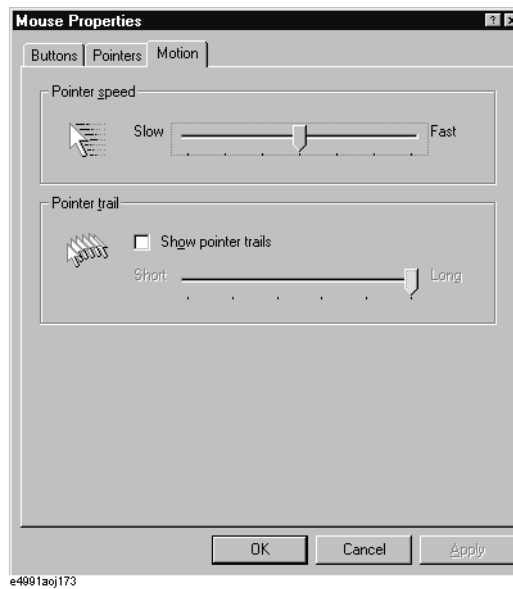 Mouse Properties
Buttons Pointers Motion
Pointer speed
Slow Fast
Pointer trail
Show pointer trails
Short Long
OK Cancel Apply
e4991aoj173